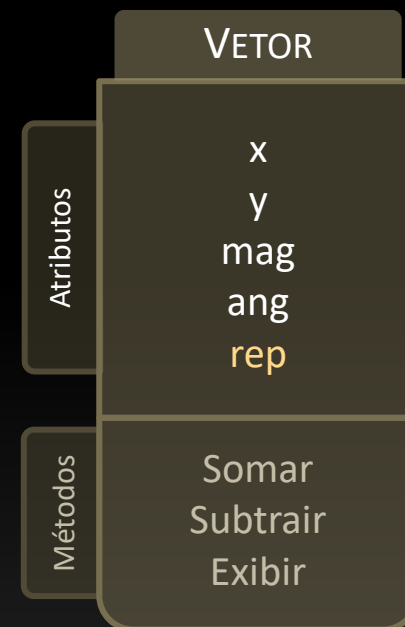 VETOR
Atributos
x
y
mag
ang
rep
Métodos
Somar
Subtrair
Exibir